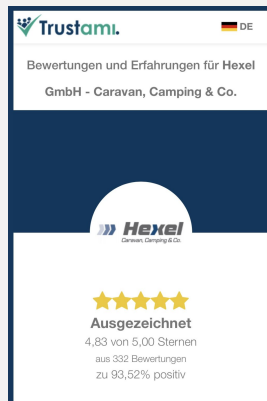 Trustami.
DE
Bewertungen und Erfahrungen für Hexel
GmbH - Caravan, Camping & Co.
Hexel
Caravan, Camping & Co.
Ausgezeichnet
4,83 von 5,00 Sternen
aus 332 Bewertungen
zu 93,52% positiv